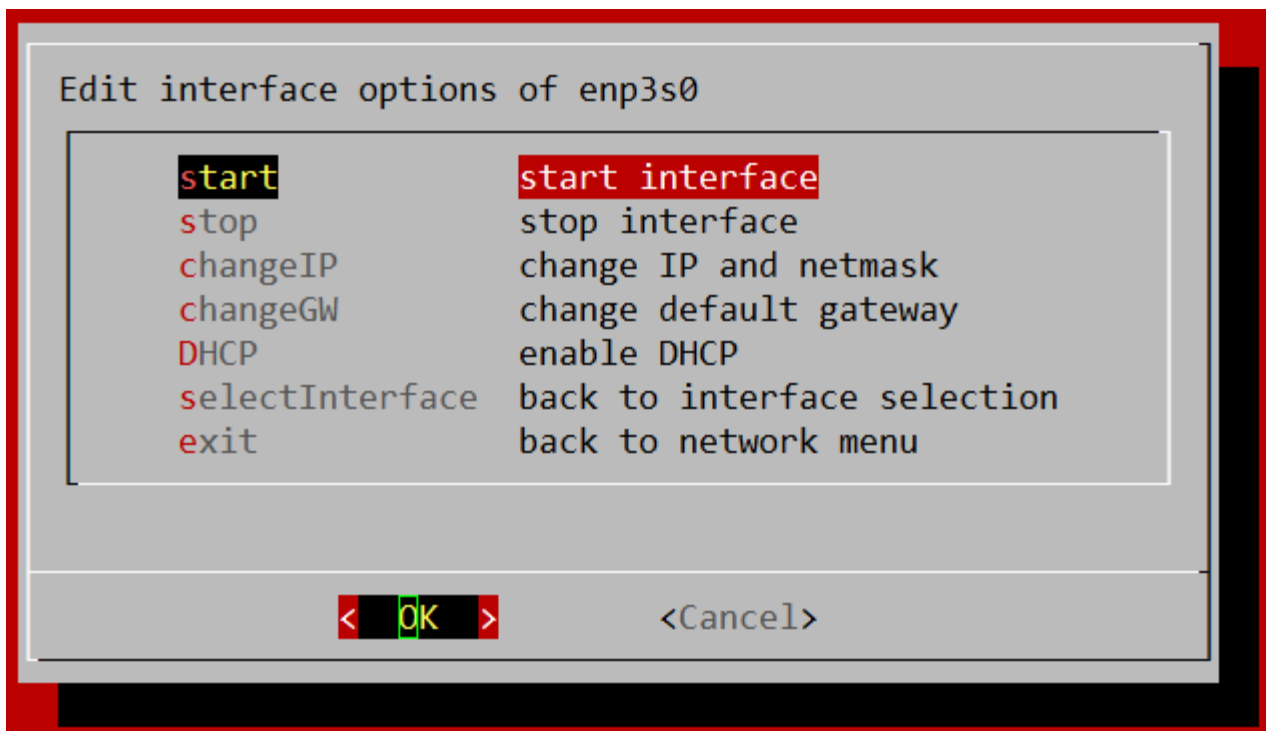 Edit interface options of enp3s0
start start interface
stop stop interface
changeIP change IP and netmask
changeGW change default gateway
DHCP enable DHCP
selectInterface back to interface selection
exit back to network menu
< OK > <Cancel>